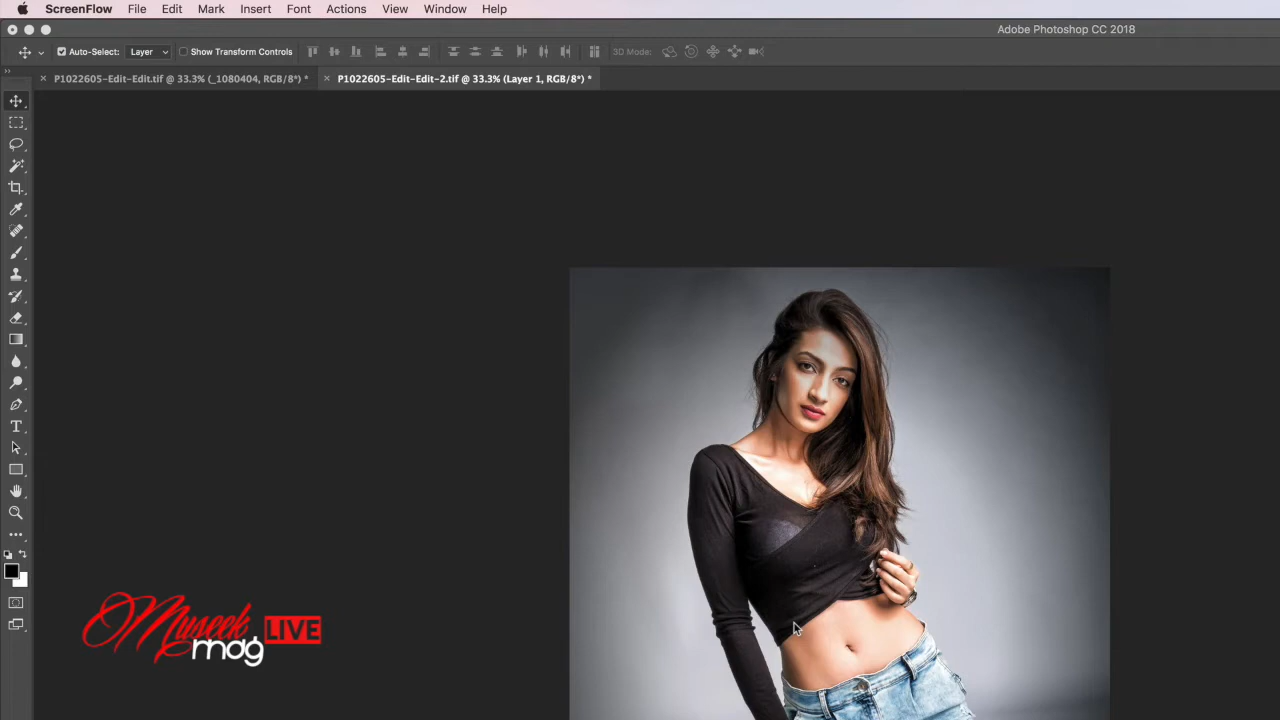 ScreenFlow File Edit Mark Insert Font Actions View Window Help
Adobe Photoshop CC 2018
Auto-Select: Layer Show Transform Controls 3D Mode:
P1022605-Edit-Edit.tif @ 33.3% (_1080404, RGB/8*) * P1022605-Edit-Edit-2.tif @ 33.3% (Layer 1, RGB/8*) *
Museek LIVE
mag